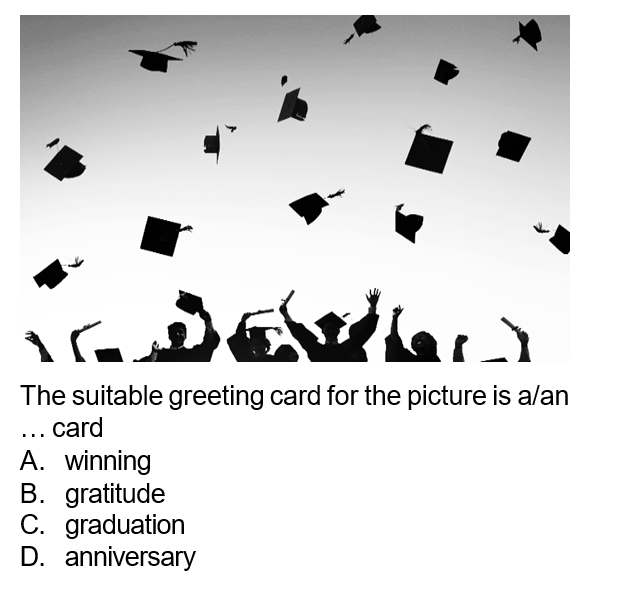 The suitable greeting card for the picture is a/an
… card
A. winning
B. gratitude
C. graduation
D. anniversary